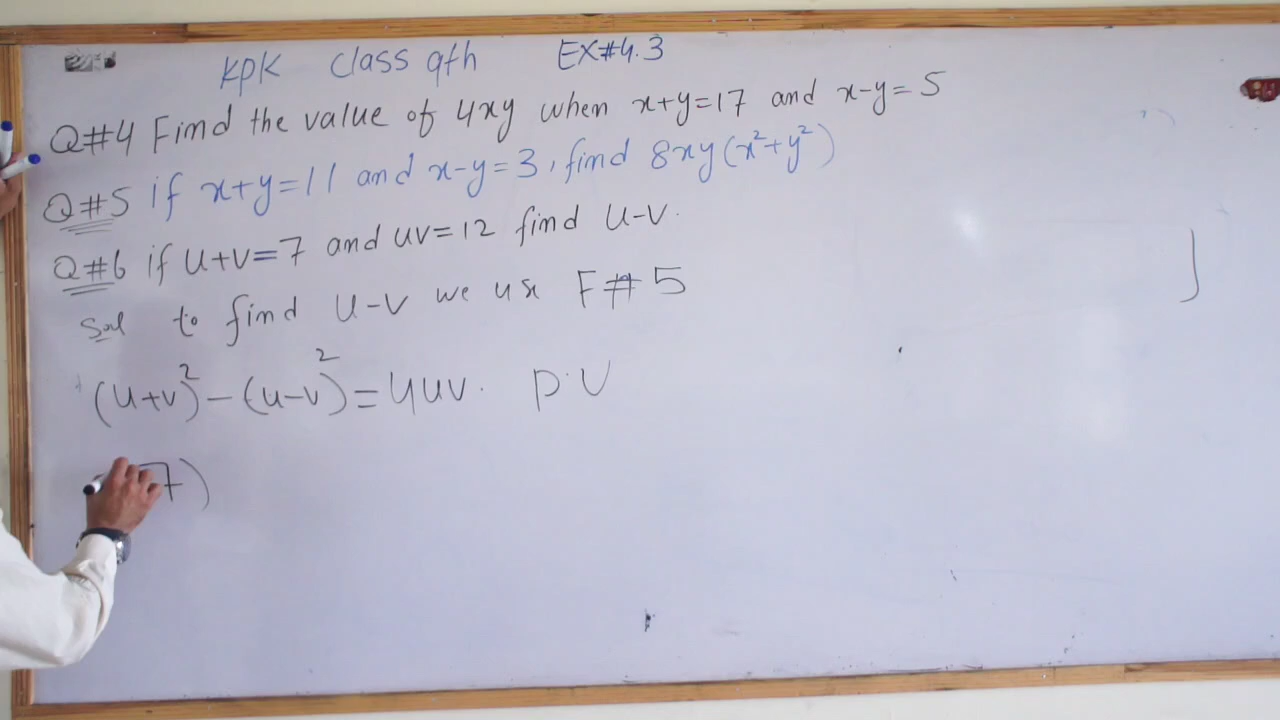 KPK Class 9th EX#4.3
Q#4 Find the value of 4xy when x+y=17 and x-y=5
Q#5 if x+y=11 and x-y=3, find 8xy(x²+y²)
Q#6 if u+v=7 and uv=12 find u-v.
Sol to find u-v we use F#5
(u+v)²-(u-v)²=4uv. P.V
7)